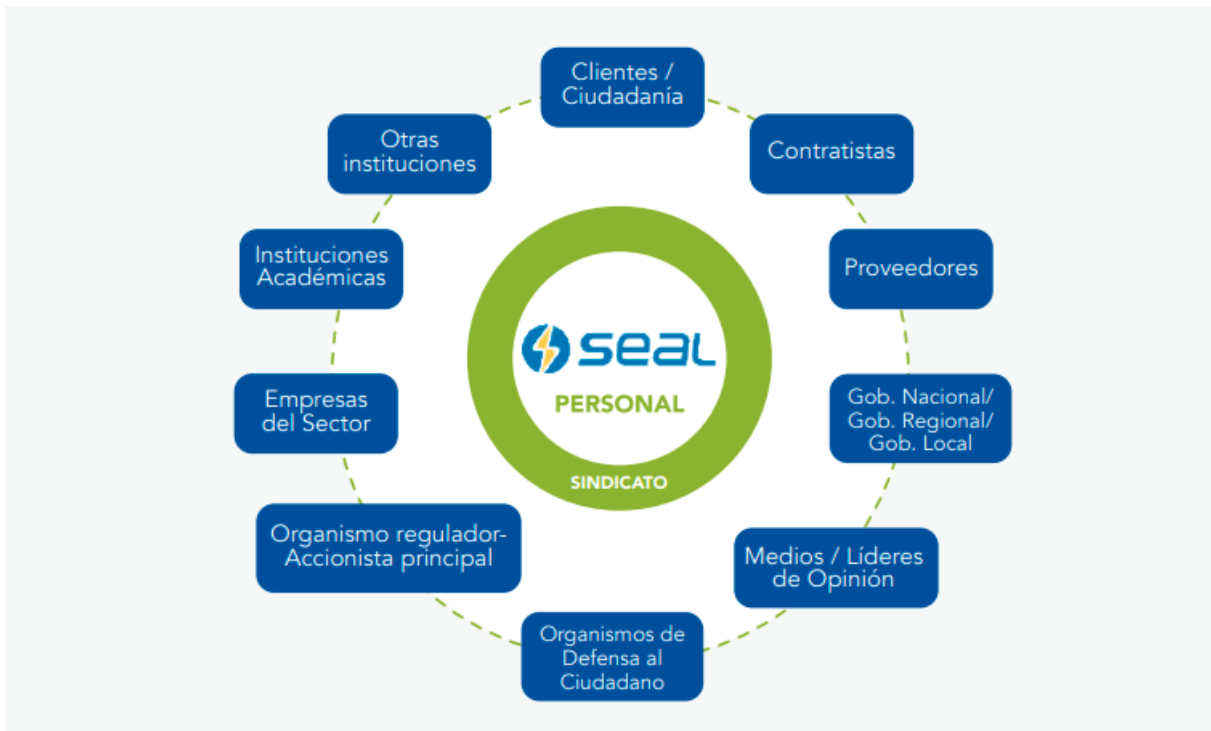 Clientes /
Ciudadanía
Contratistas
Proveedores
Gob. Nacional/
Gob. Regional/
Gob. Local
Medios / Líderes
de Opinión
Organismos de
Defensa al
Ciudadano
Organismo regulador-
Accionista principal
Empresas
del Sector
Instituciones
Académicas
Otras
instituciones
seal
PERSONAL
SINDICATO